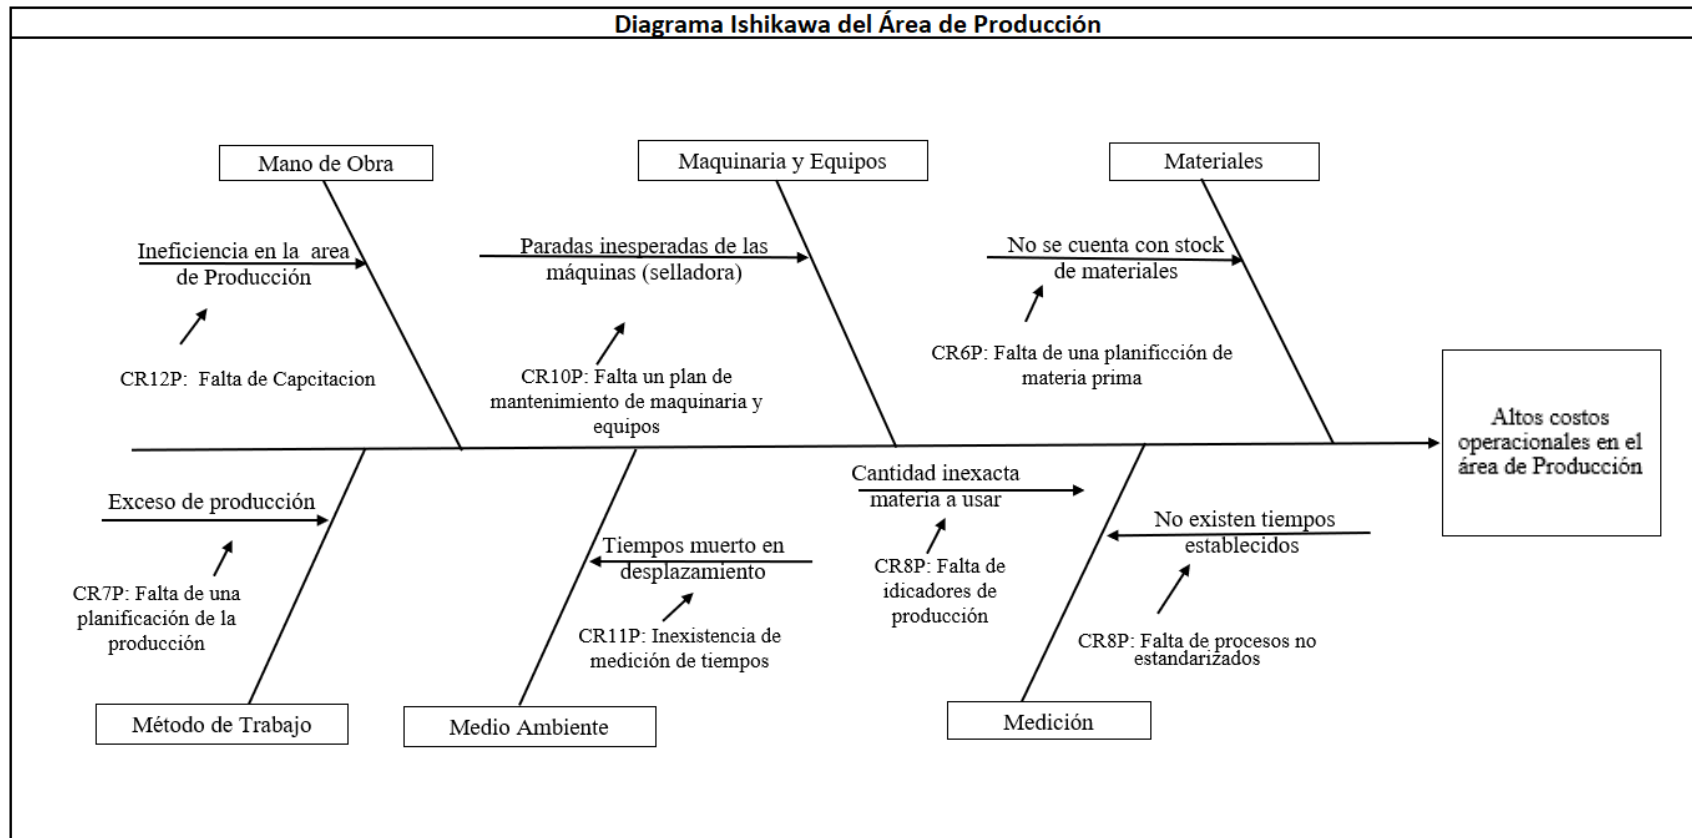 Diagrama Ishikawa del Área de Producción
Mano de Obra
Maquinaria y Equipos
Materiales
Ineficiencia en la area
de Producción
CR12P: Falta de Capcitacion
Paradas inesperadas de las
máquinas (selladora)
CR10P: Falta un plan de
mantenimiento de maquinaria y
equipos
No se cuenta con stock
de materiales
CR6P: Falta de una planificción de
materia prima
Altos costos
operacionales en el
área de Producción
Exceso de producción
CR7P: Falta de una
planificación de la
producción
Tiempos muerto en
desplazamiento
CR11P: Inexistencia de
medición de tiempos
Cantidad inexacta
materia a usar
CR8P: Falta de
idicadores de
producción
No existen tiempos
establecidos
CR8P: Falta de procesos no
estandarizados
Método de Trabajo
Medio Ambiente
Medición